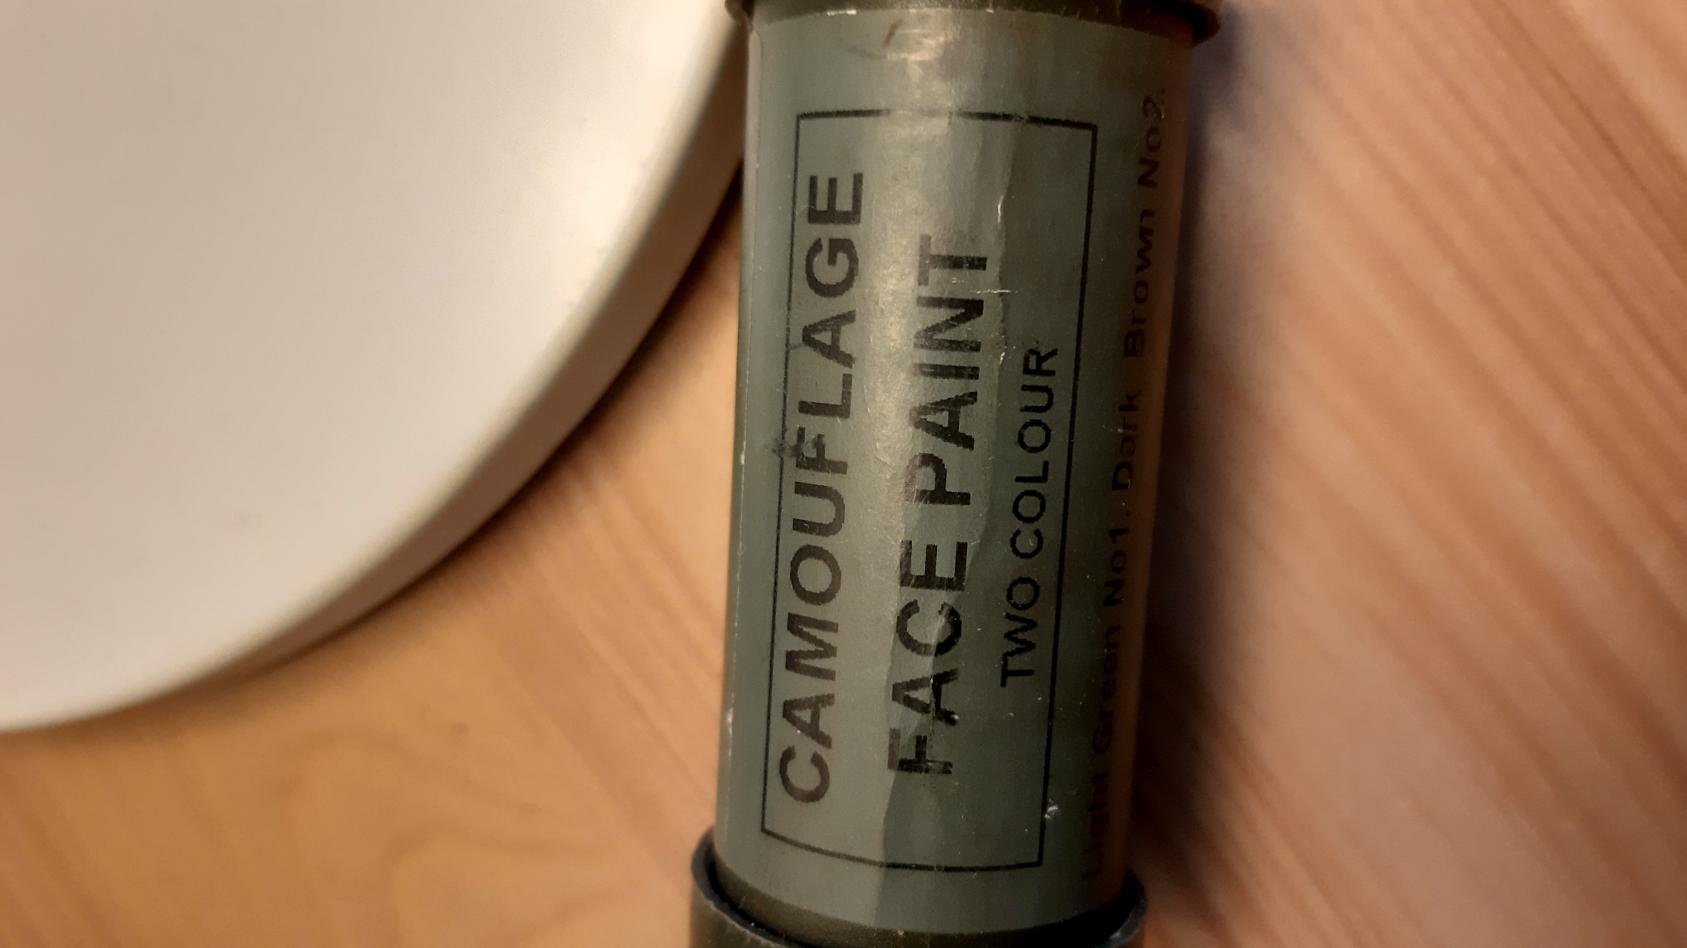 CAMOUFLAGE
FACE PAINT
TWO COLOUR
Light Green No1. Dark Brown No2.